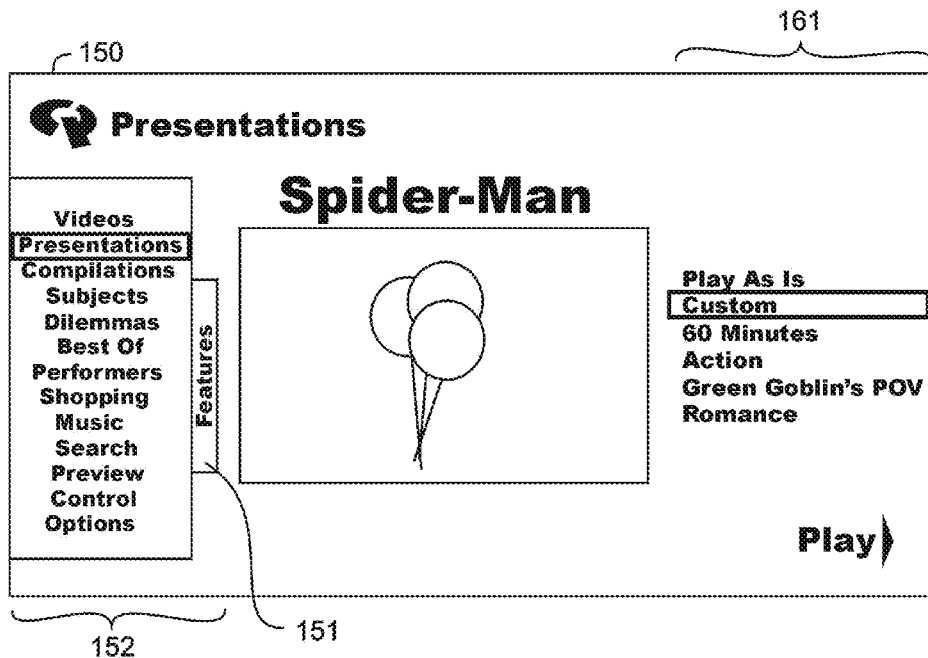 161
150
Presentations
Spider-Man
Videos
Presentations
Compilations
Subjects
Dilemmas
Best Of
Performers
Shopping
Music
Search
Preview
Control
Options
Features
Play As Is
Custom
60 Minutes
Action
Green Goblin's POV
Romance
Play
151
152